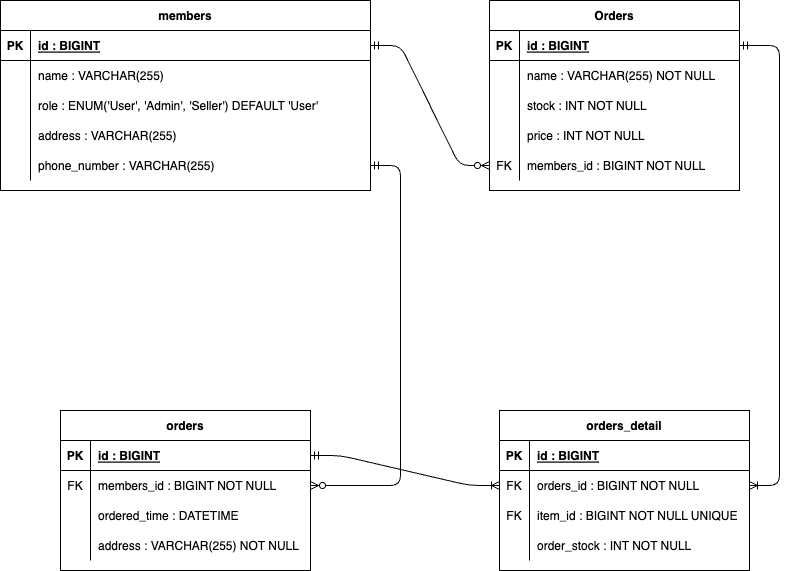 members
PK id : BIGINT
name : VARCHAR(255)
role : ENUM('User', 'Admin', 'Seller') DEFAULT 'User'
address : VARCHAR(255)
phone_number : VARCHAR(255)
Orders
PK id : BIGINT
name : VARCHAR(255) NOT NULL
stock : INT NOT NULL
price : INT NOT NULL
FK members_id : BIGINT NOT NULL
orders
PK id : BIGINT
FK members_id : BIGINT NOT NULL
ordered_time : DATETIME
address : VARCHAR(255) NOT NULL
orders_detail
PK id : BIGINT
FK orders_id : BIGINT NOT NULL
FK item_id : BIGINT NOT NULL UNIQUE
order_stock : INT NOT NULL